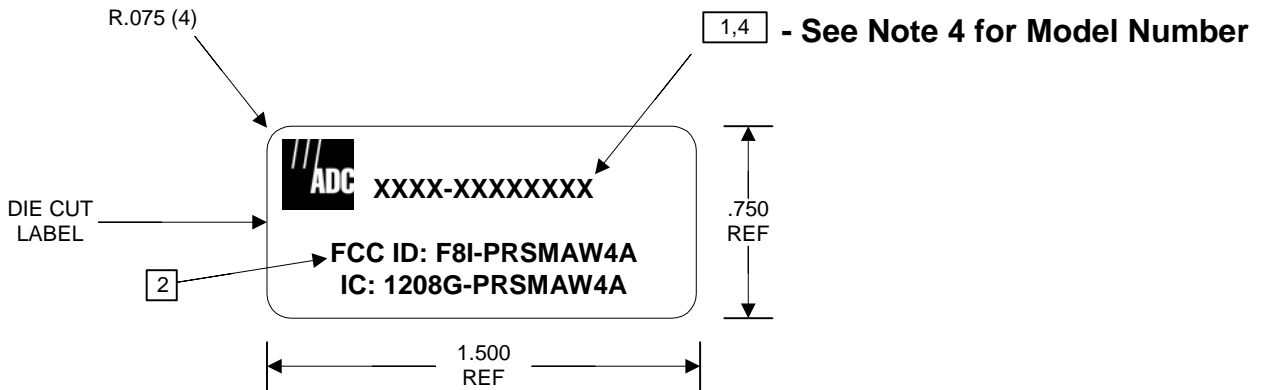 R.075 (4)
1,4 - See Note 4 for Model Number
ADC
XXXX-XXXXXXXX
DIE CUT
LABEL
.750
REF
FCC ID: F8I-PRSMAW4A
2
IC: 1208G-PRSMAW4A
1.500
REF